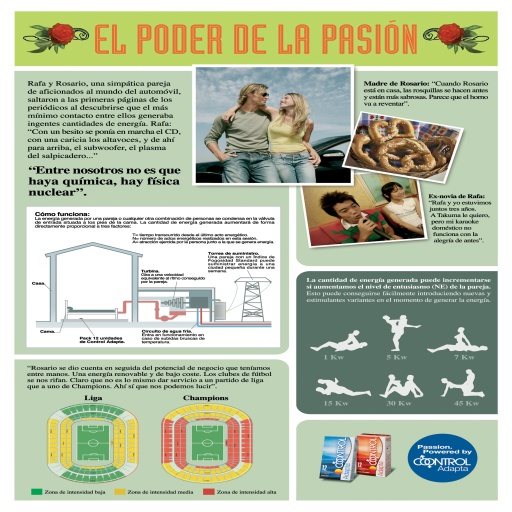 EL PODER DE LA PASIÓN
Rafa y Rosario, una simpática pareja
de aficionados al mundo del automóvil,
saltaron a las primeras páginas de los
periódicos al descubrirse que el más
mínimo contacto entre ellos generaba
ingentes cantidades de energía. Rafa:
"Con un besito se ponía en marcha el CD,
con una caricia los altavoces, y de ahí
para arriba, el subwoofer, el plasma
del salpicadero..."
"Entre nosotros no es que
haya química, hay física
nuclear".
Madre de Rosario: "Cuando Rosario
está en casa, las rosquillas se hacen antes
y están más sabrosas. Parece que el horno
va a reventar".
Ex-novia de Rafa:
"Rafa y yo estuvimos
juntos tres años.
A Takuma le quiero,
pero mi karaoke
doméstico no
funciona con la
alegría de antes".
Cómo funciona:
La energía generada por una pareja o cualquier otra combinación de personas se condensa en la válvula
de entrada situada a los pies de la cama. La cantidad de energía generada aumentará de forma
directamente proporcional a tres factores:
T= tiempo transcurrido desde el último acto energético.
N= número de actos energéticos realizados en esta sesión.
A= atracción ejercida por la persona junto a la que se genera energía.
Torres de suministro.
Una pareja con un Índice de
Fogosidad Standard puede
suministrar energía a una
ciudad pequeña durante una
semana.
Turbina.
Gira a una velocidad
equivalente al ritmo conseguido
por la pareja.
Casa.
Cama.
Pack 12 unidades
de Control Adapta.
Circuito de agua fría.
Entra en funcionamiento en
caso de subidas bruscas de
temperatura.
La cantidad de energía generada puede incrementarse
si aumentamos el nivel de entusiasmo (NE) de la pareja.
Esto puede conseguirse fácilmente introduciendo nuevas y
estimulantes variantes en el momento de generar la energía.
1 Kw
5 Kw
7 Kw
15 Kw
30 Kw
45 Kw
"Rosario se dio cuenta en seguida del potencial de negocio que teníamos
entre manos. Una energía renovable y de bajo coste. Los clubes de fútbol
se nos rifan. Claro que no es lo mismo dar servicio a un partido de liga
que a uno de Champions. Ahí sí que nos podemos lucir".
Liga
Champions
Zona de intensidad baja
Zona de intensidad media
Zona de intensidad alta
CONTROL
12
CONTROL
12
Passion.
Powered by
CONTROL
Adapta